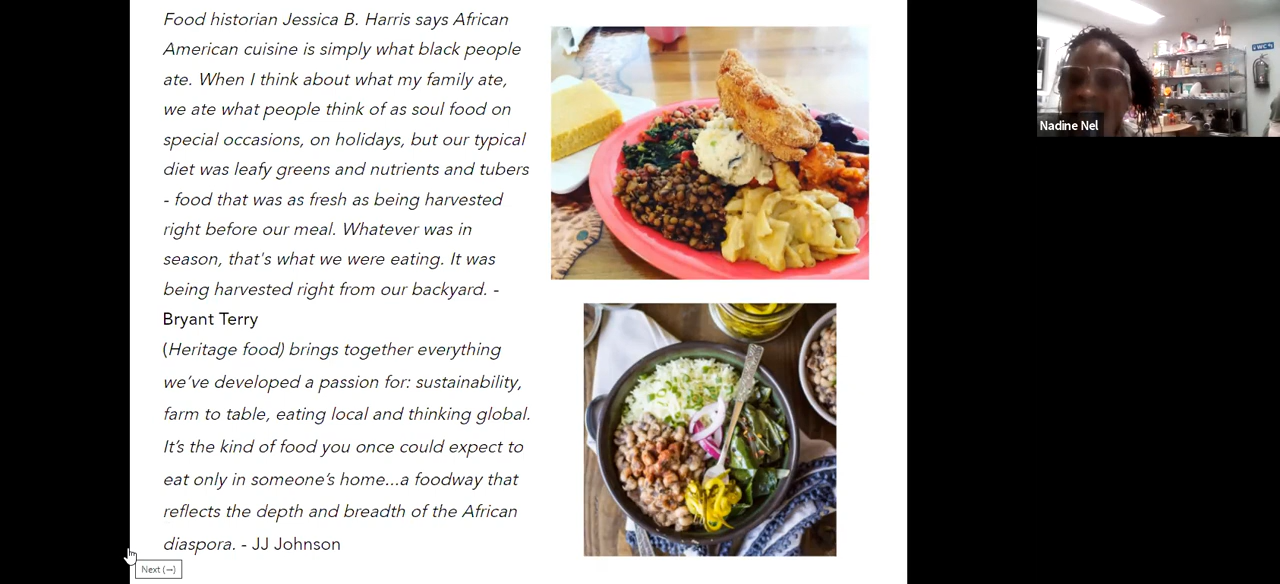 Food historian Jessica B. Harris says African
American cuisine is simply what black people
ate. When I think about what my family ate,
we ate what people think of as soul food on
special occasions, on holidays, but our typical
diet was leafy greens and nutrients and tubers
- food that was as fresh as being harvested
right before our meal. Whatever was in
season, that's what we were eating. It was
being harvested right from our backyard. -
Bryant Terry
(Heritage food) brings together everything
we've developed a passion for: sustainability,
farm to table, eating local and thinking global.
It's the kind of food you once could expect to
eat only in someone's home...a foodway that
reflects the depth and breadth of the African
diaspora. - JJ Johnson
Next (→)
Nadine Nel
WC